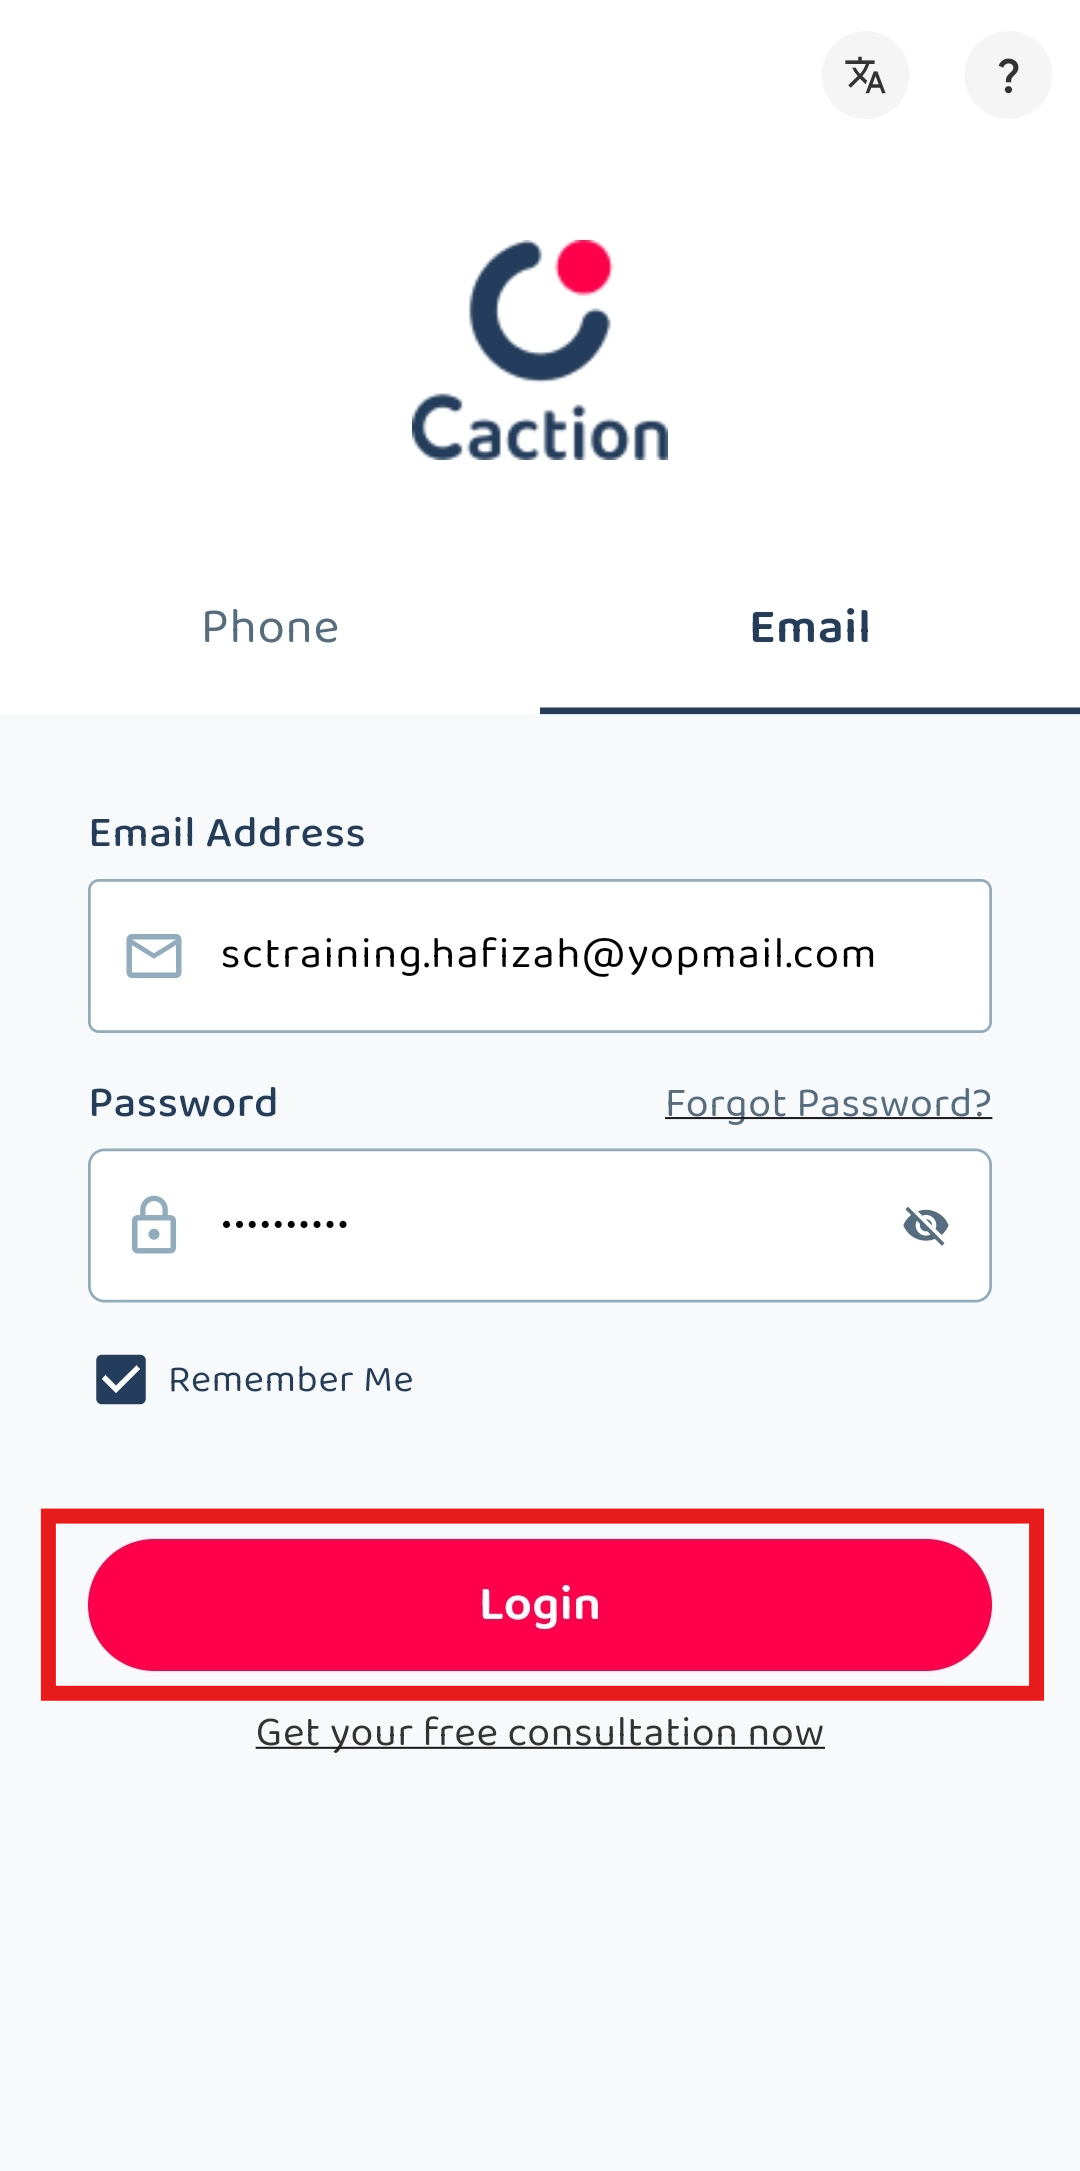 ?
Caction
Phone
Email
Email Address
sctraining.hafizah@yopmail.com
Password
Forgot Password?
••••••••••
Remember Me
Login
Get your free consultation now